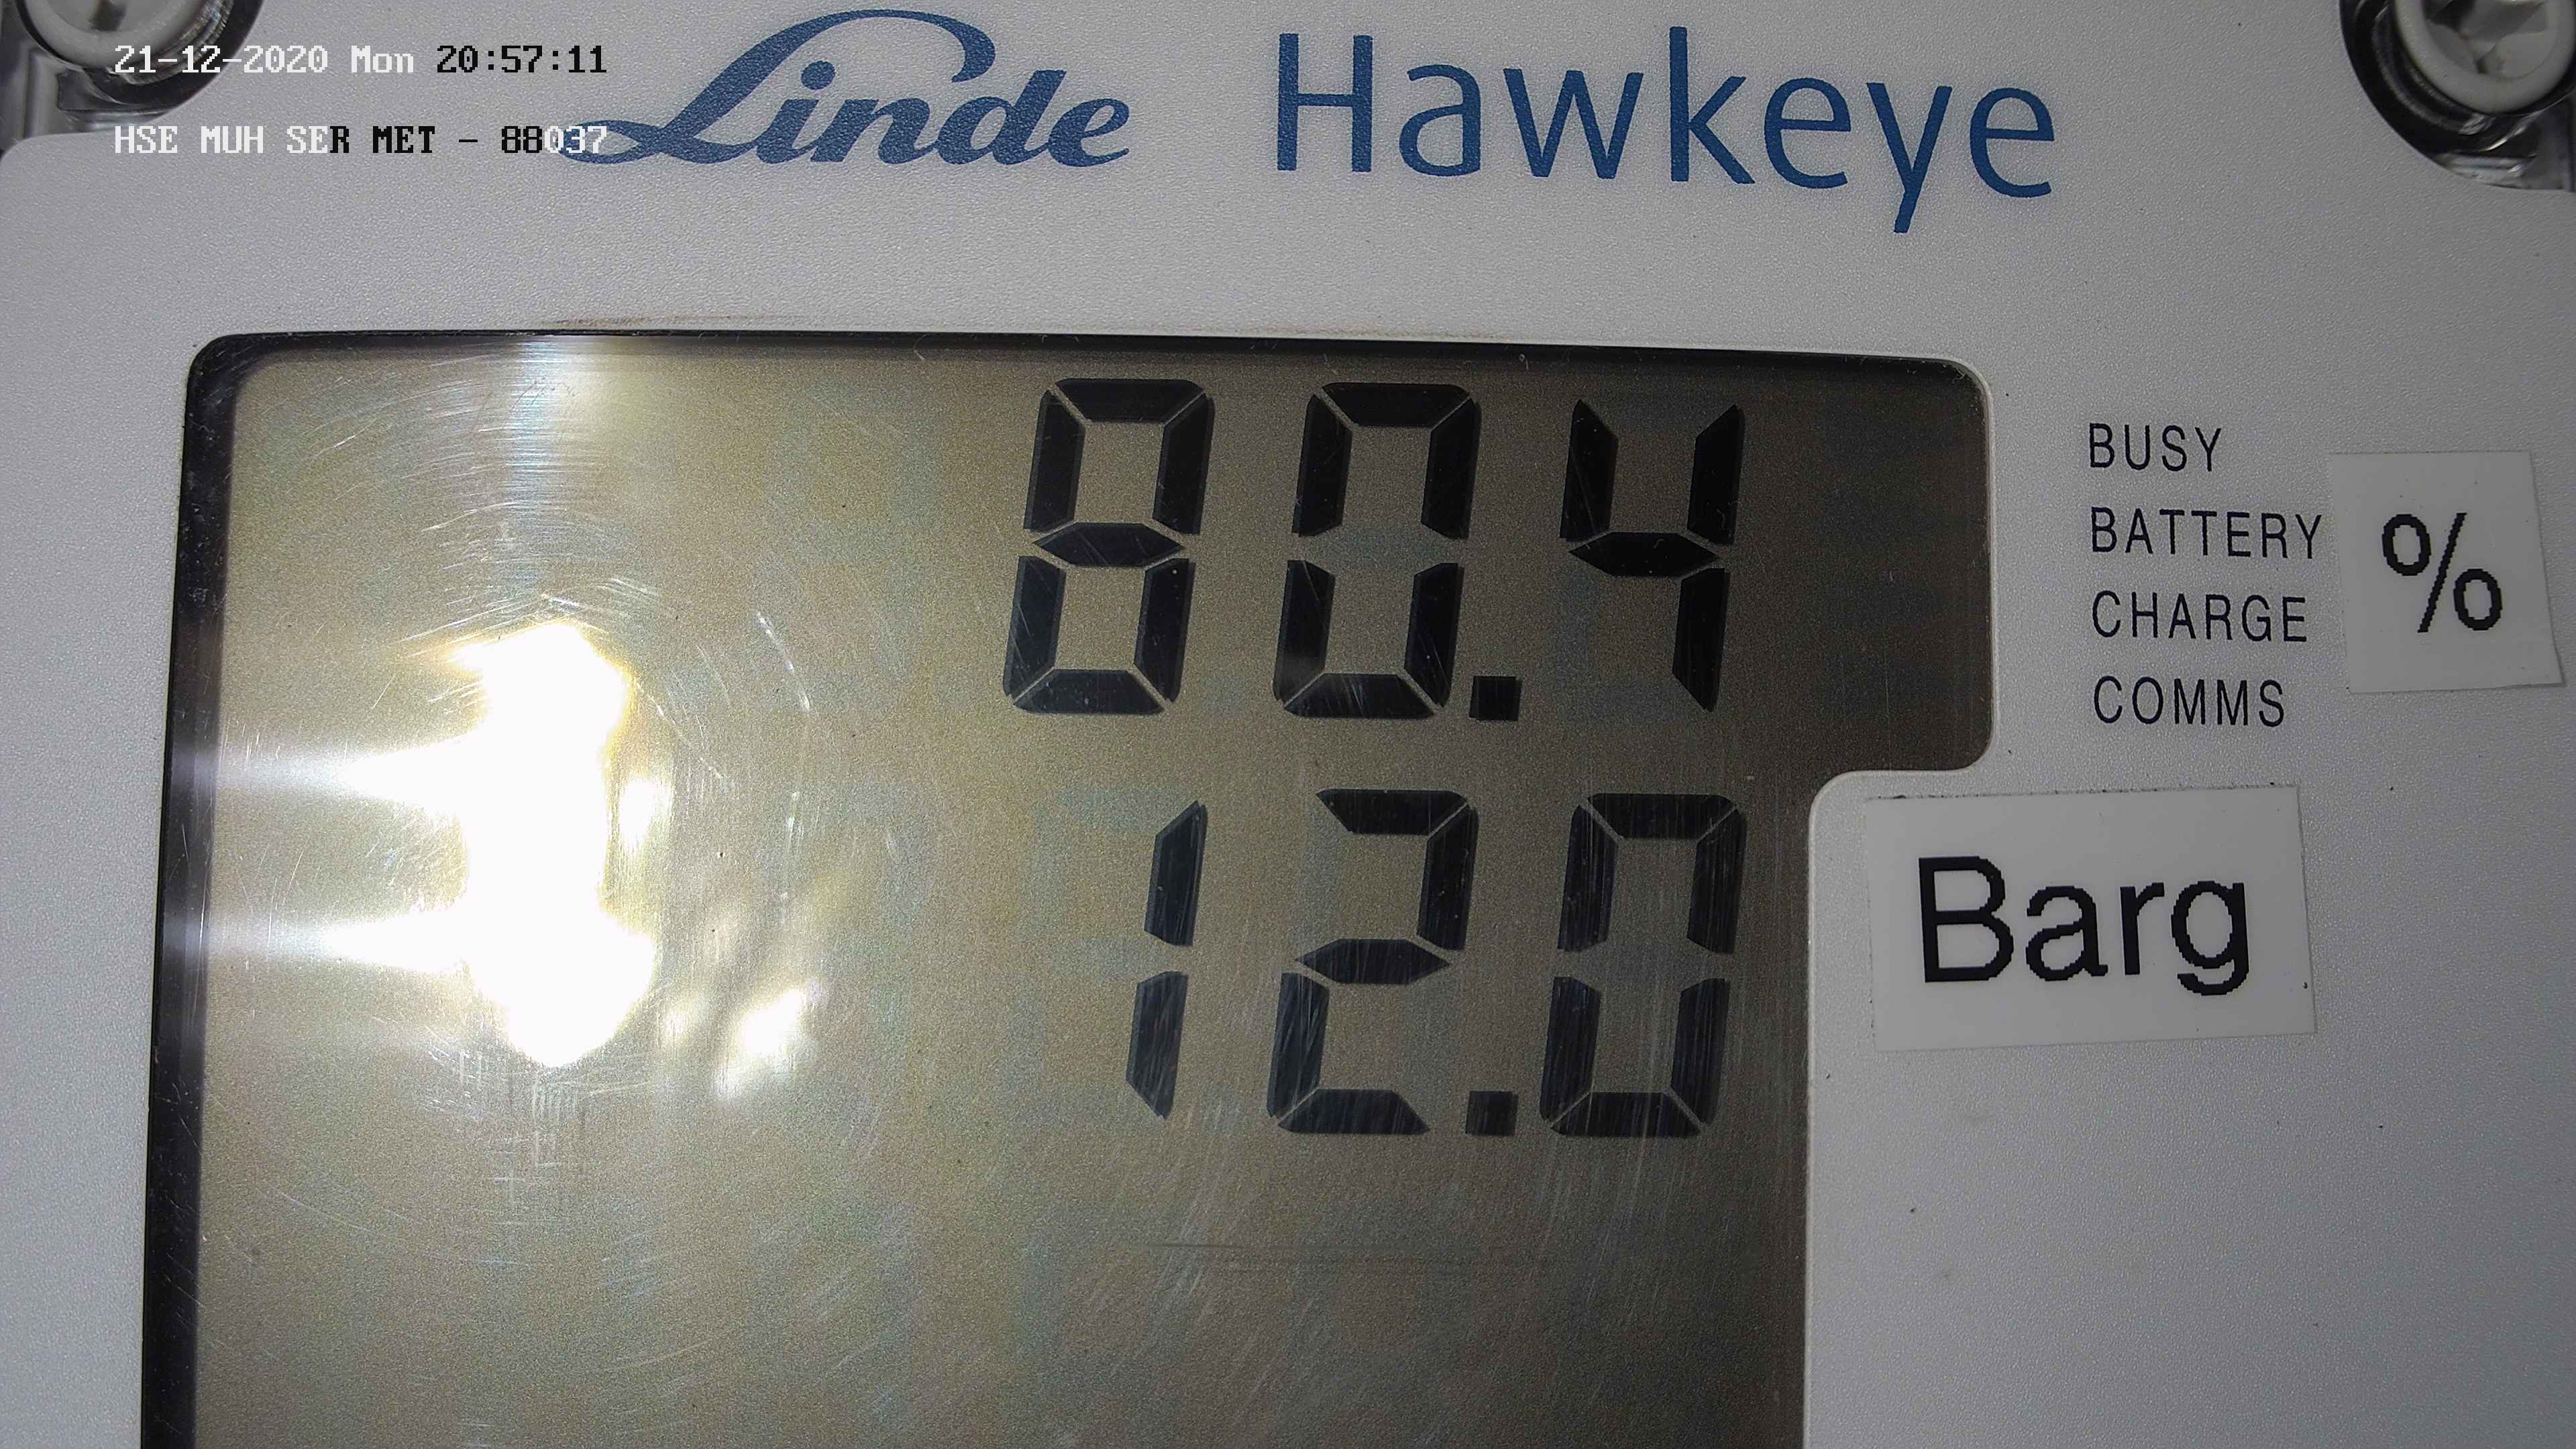 21-12-2020 Mon 20:57:11
HSE MUH SER MET - 88037
Linde Hawkeye
80.4
BUSY
BATTERY
CHARGE
COMMS
%
12.0
Barg